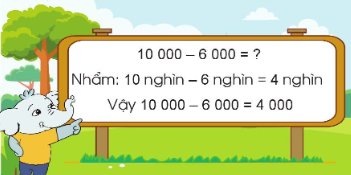 10 000 – 6 000 = ?
Nhẩm: 10 nghìn – 6 nghìn = 4 nghìn
Vậy 10 000 – 6 000 = 4 000